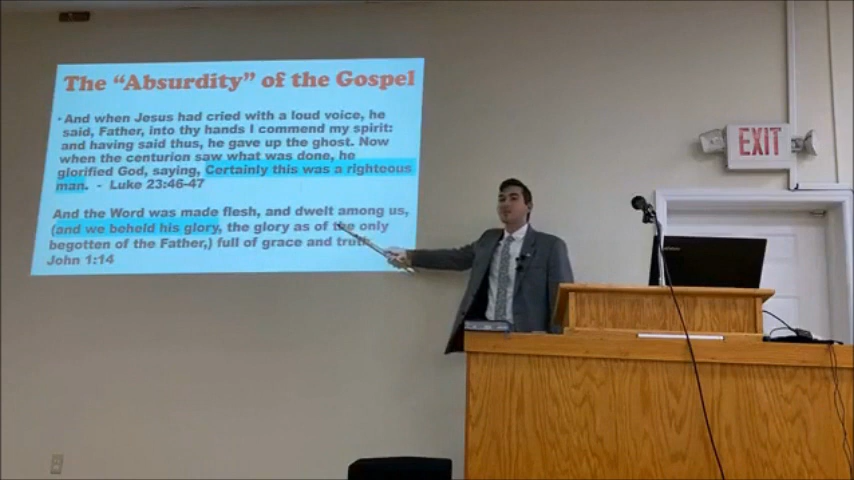 The “Absurdity” of the Gospel
• And when Jesus had cried with a loud voice, he
said, Father, into thy hands I commend my spirit:
and having said thus, he gave up the ghost. Now
when the centurion saw what was done, he
glorified God, saying, Certainly this was a righteous
man. - Luke 23:46-47
And the Word was made flesh, and dwelt among us,
(and we beheld his glory, the glory as of the only
begotten of the Father,) full of grace and truth
John 1:14
EXIT